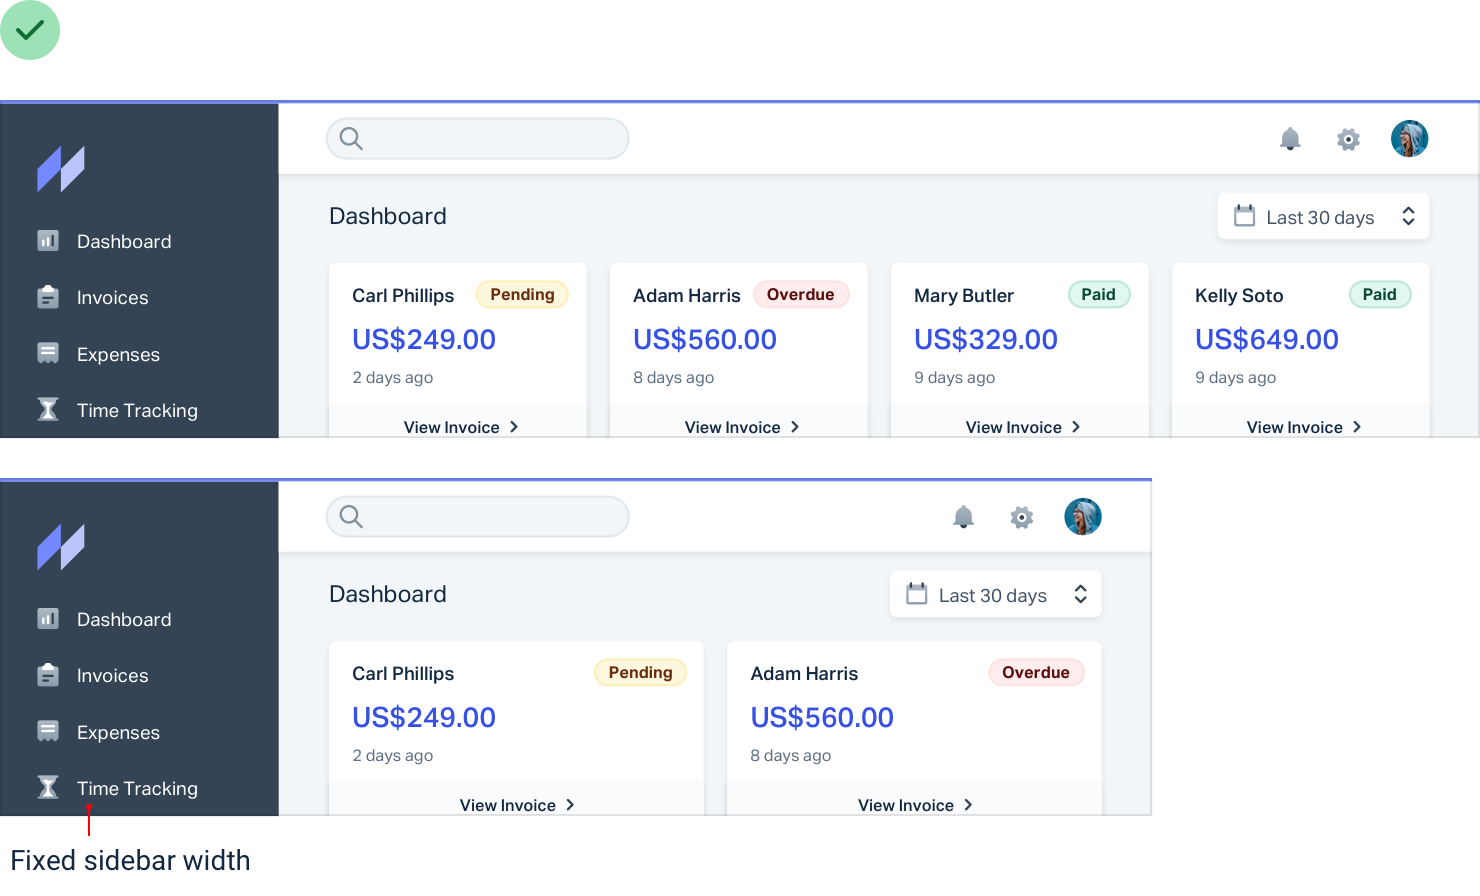 Dashboard
Last 30 days
Dashboard
Invoices
Expenses
Time Tracking
Carl Phillips Pending
US$249.00
2 days ago
View Invoice
Adam Harris Overdue
US$560.00
8 days ago
View Invoice
Mary Butler Paid
US$329.00
9 days ago
View Invoice
Kelly Soto Paid
US$649.00
9 days ago
View Invoice
Dashboard
Last 30 days
Dashboard
Invoices
Expenses
Time Tracking
Carl Phillips Pending
US$249.00
2 days ago
View Invoice
Adam Harris Overdue
US$560.00
8 days ago
View Invoice
Fixed sidebar width